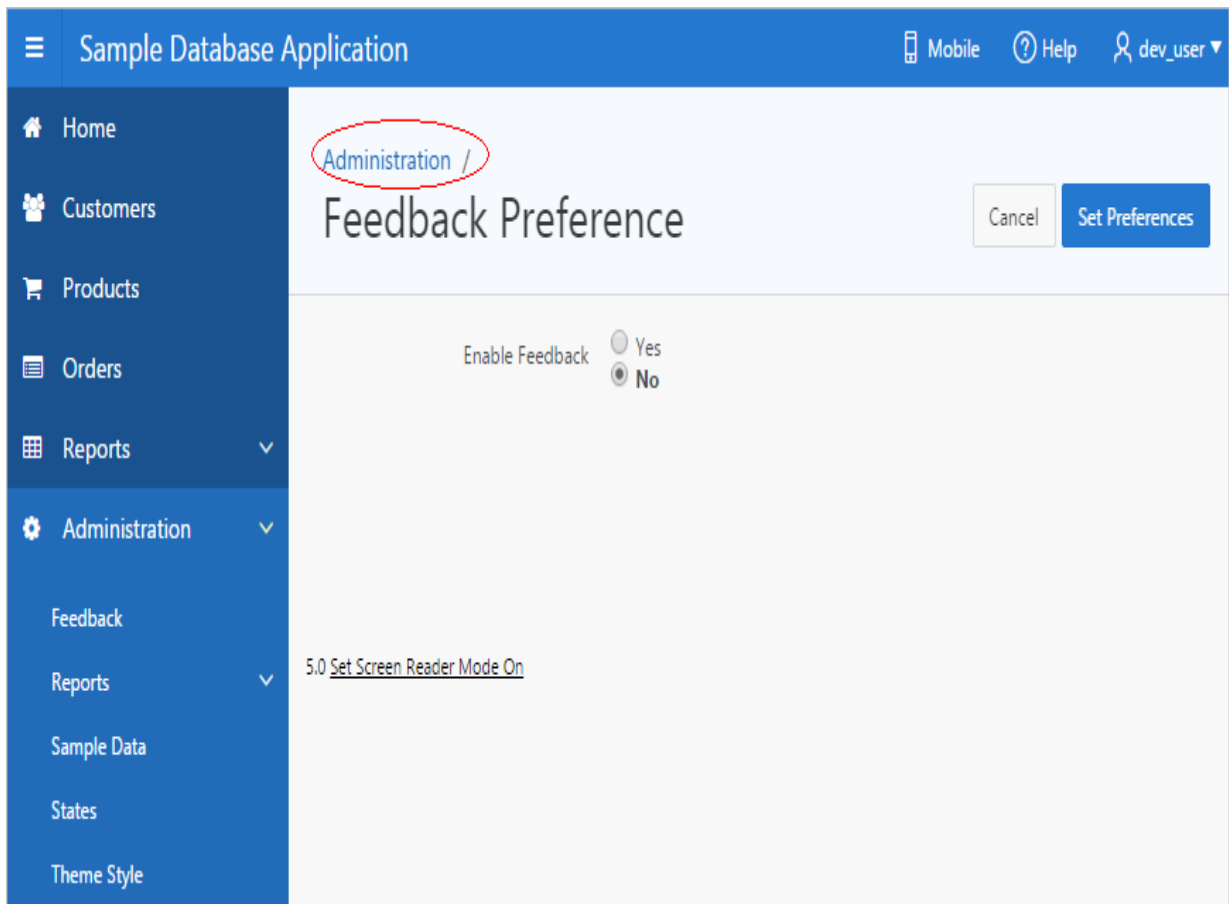 Sample Database Application
Mobile
Help
dev_user
Home
Customers
Products
Orders
Reports
Administration
Feedback
Reports
Sample Data
States
Theme Style
Administration /
Feedback Preference
Cancel
Set Preferences
Enable Feedback
Yes
No
5.0 Set Screen Reader Mode On